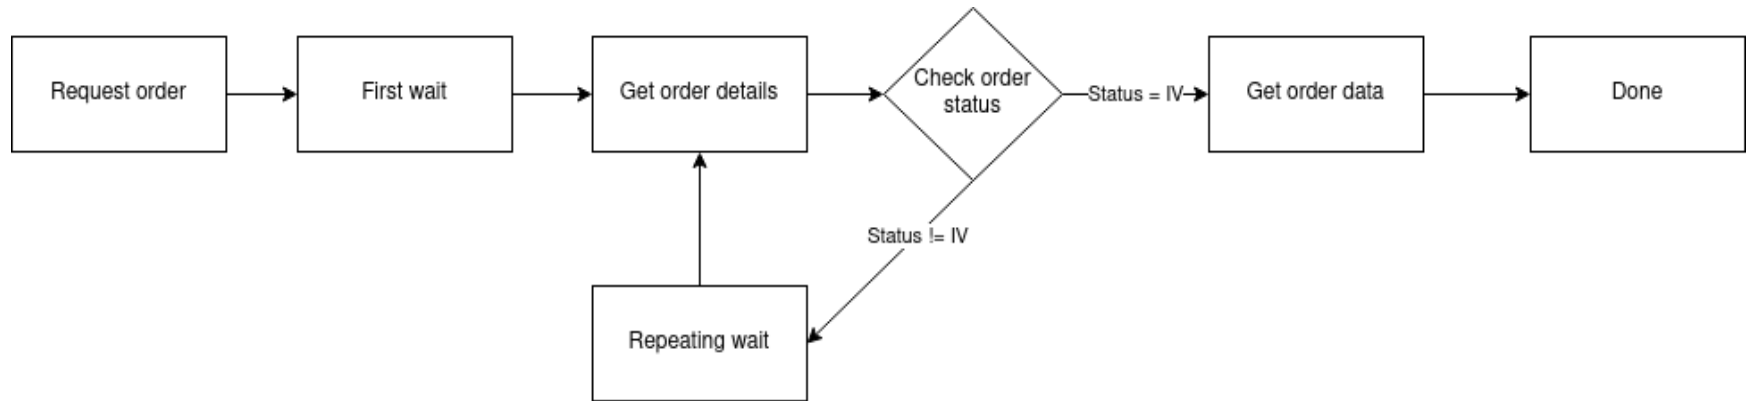 Request order
First wait
Get order details
Check order
status
Status = IV
Get order data
Done
Status != IV
Repeating wait